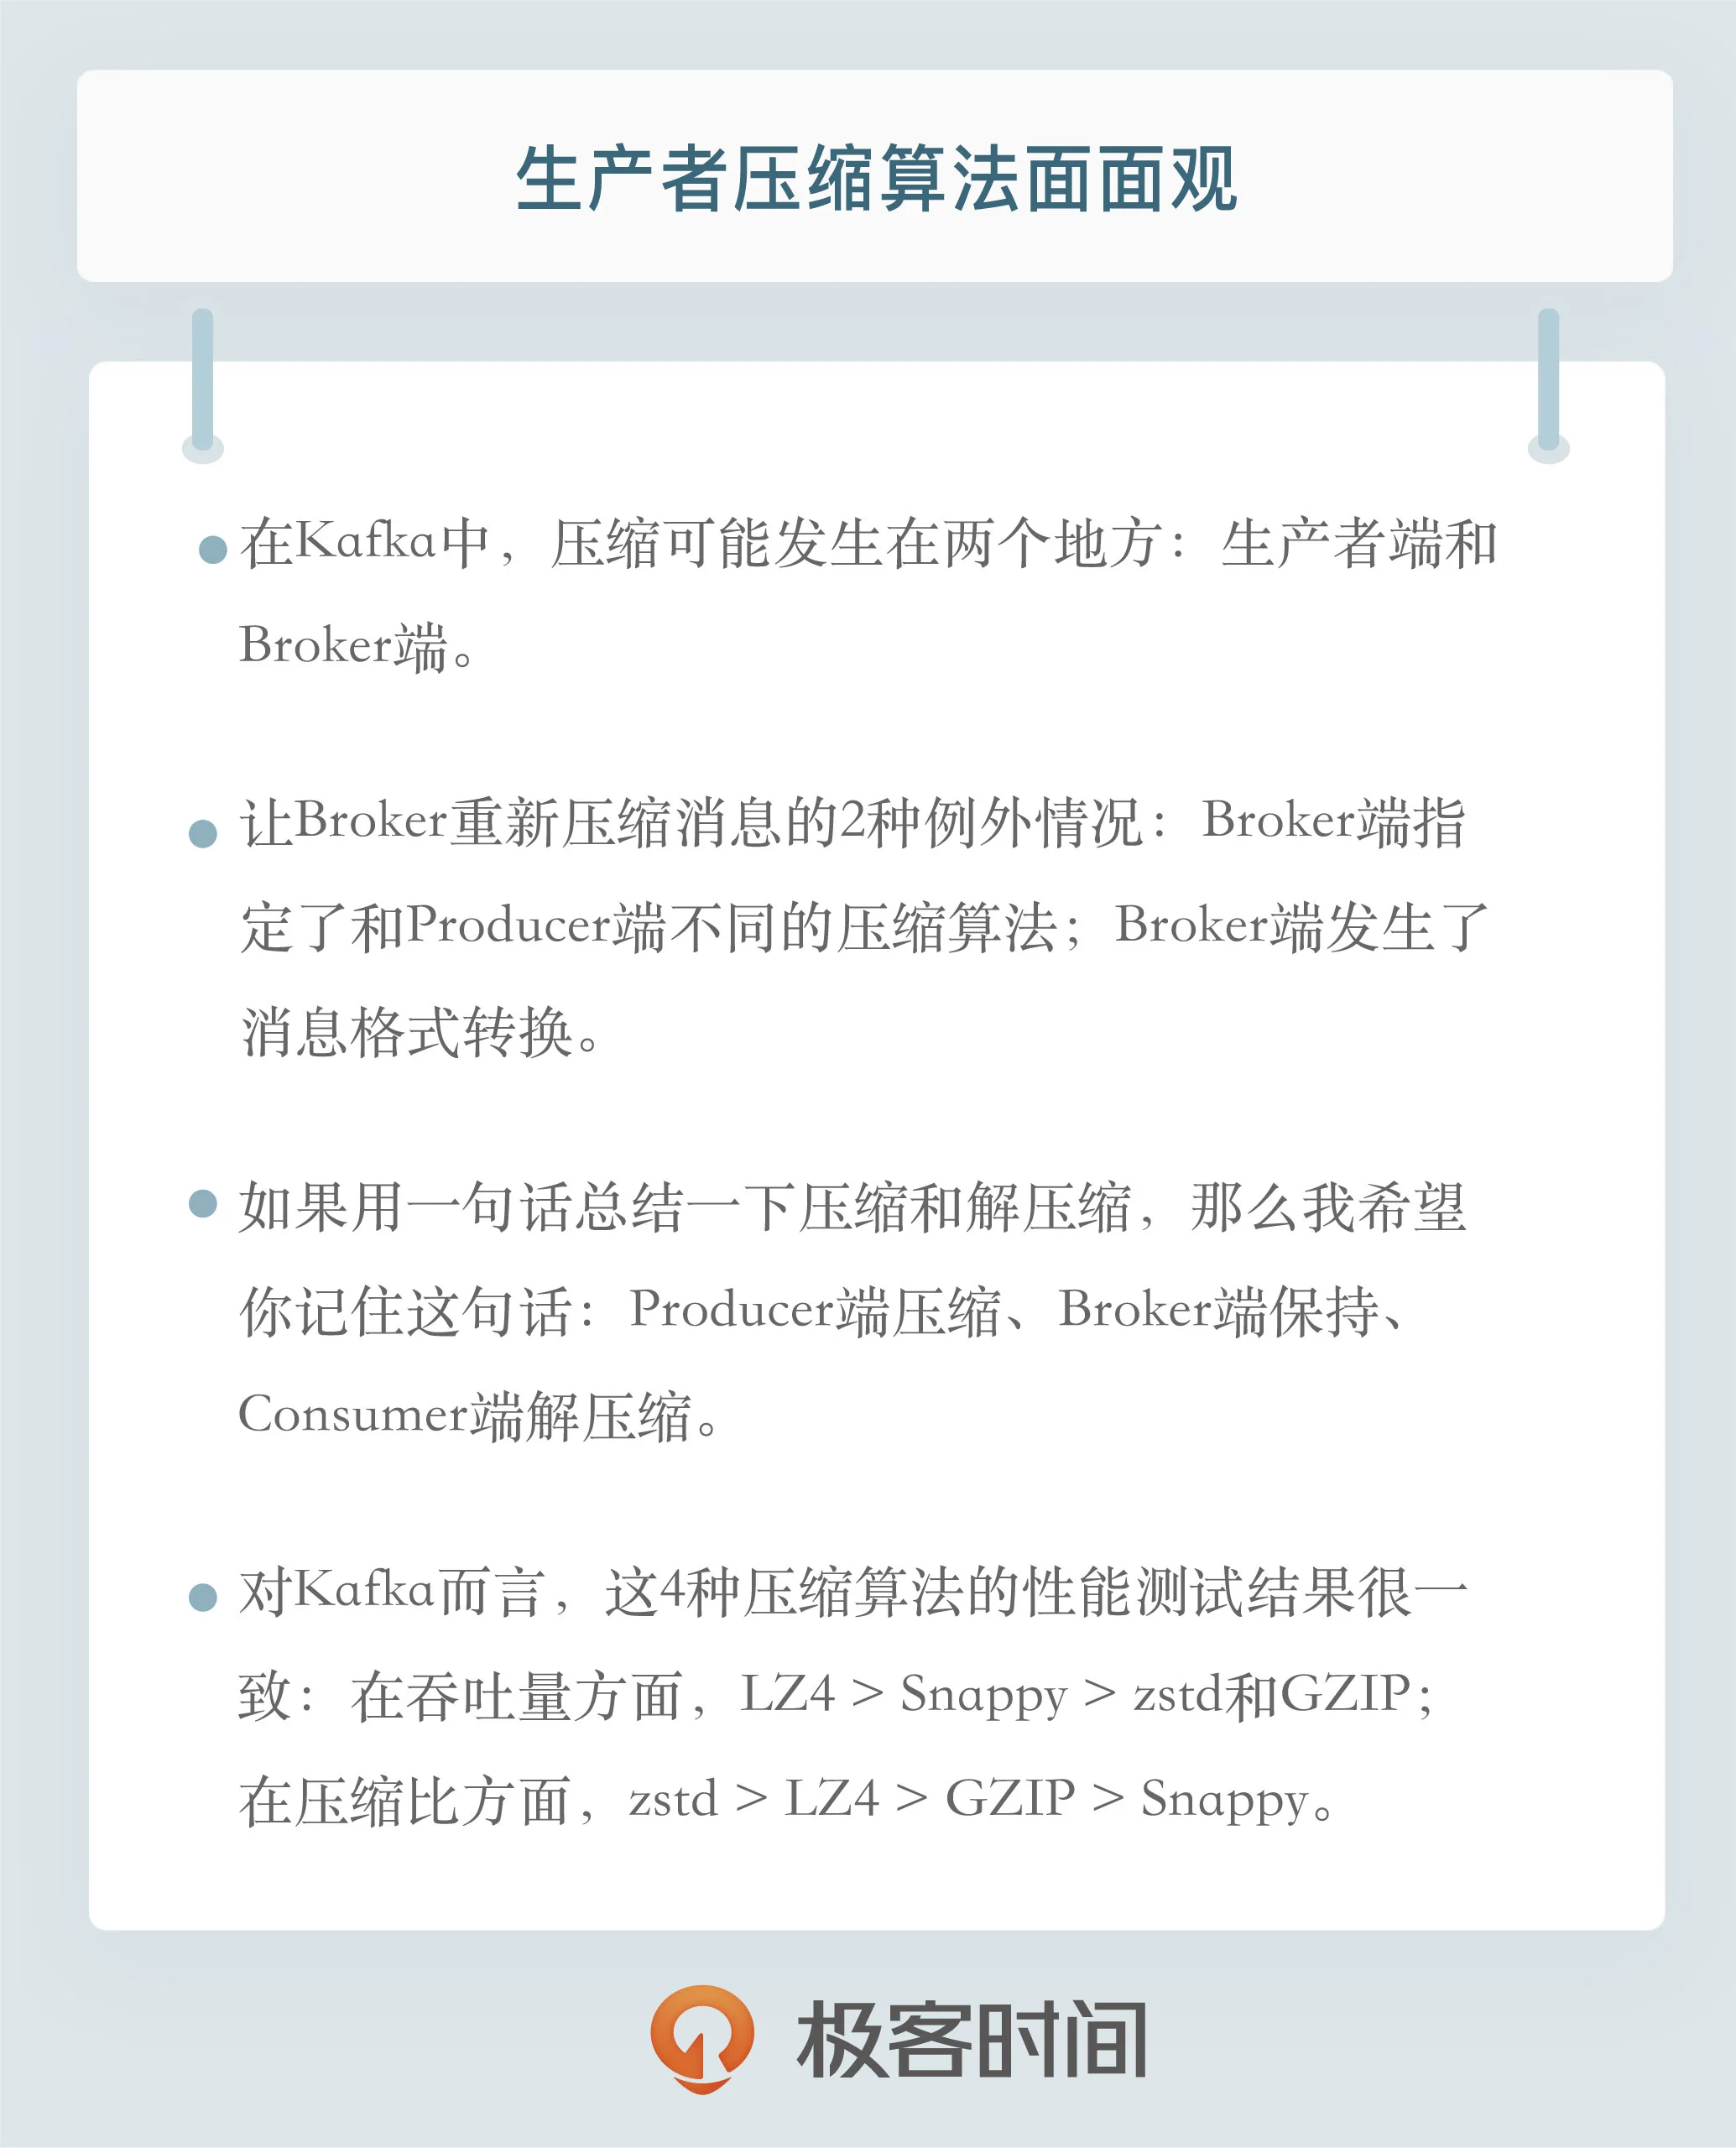 生产者压缩算法面面观
在Kafka中，压缩可能发生在两个地方：生产者端和
Broker端。
让Broker重新压缩消息的2种例外情况：Broker端指
定了和Producer端不同的压缩算法；Broker端发生了
消息格式转换。
如果用一句话总结一下压缩和解压缩，那么我希望
你记住这句话：Producer端压缩、Broker端保持、
Consumer端解压缩。
对Kafka而言，这4种压缩算法的性能测试结果很一
致：在吞吐量方面，LZ4 > Snappy > zstd和GZIP；
在压缩比方面，zstd > LZ4 > GZIP > Snappy。
极客时间